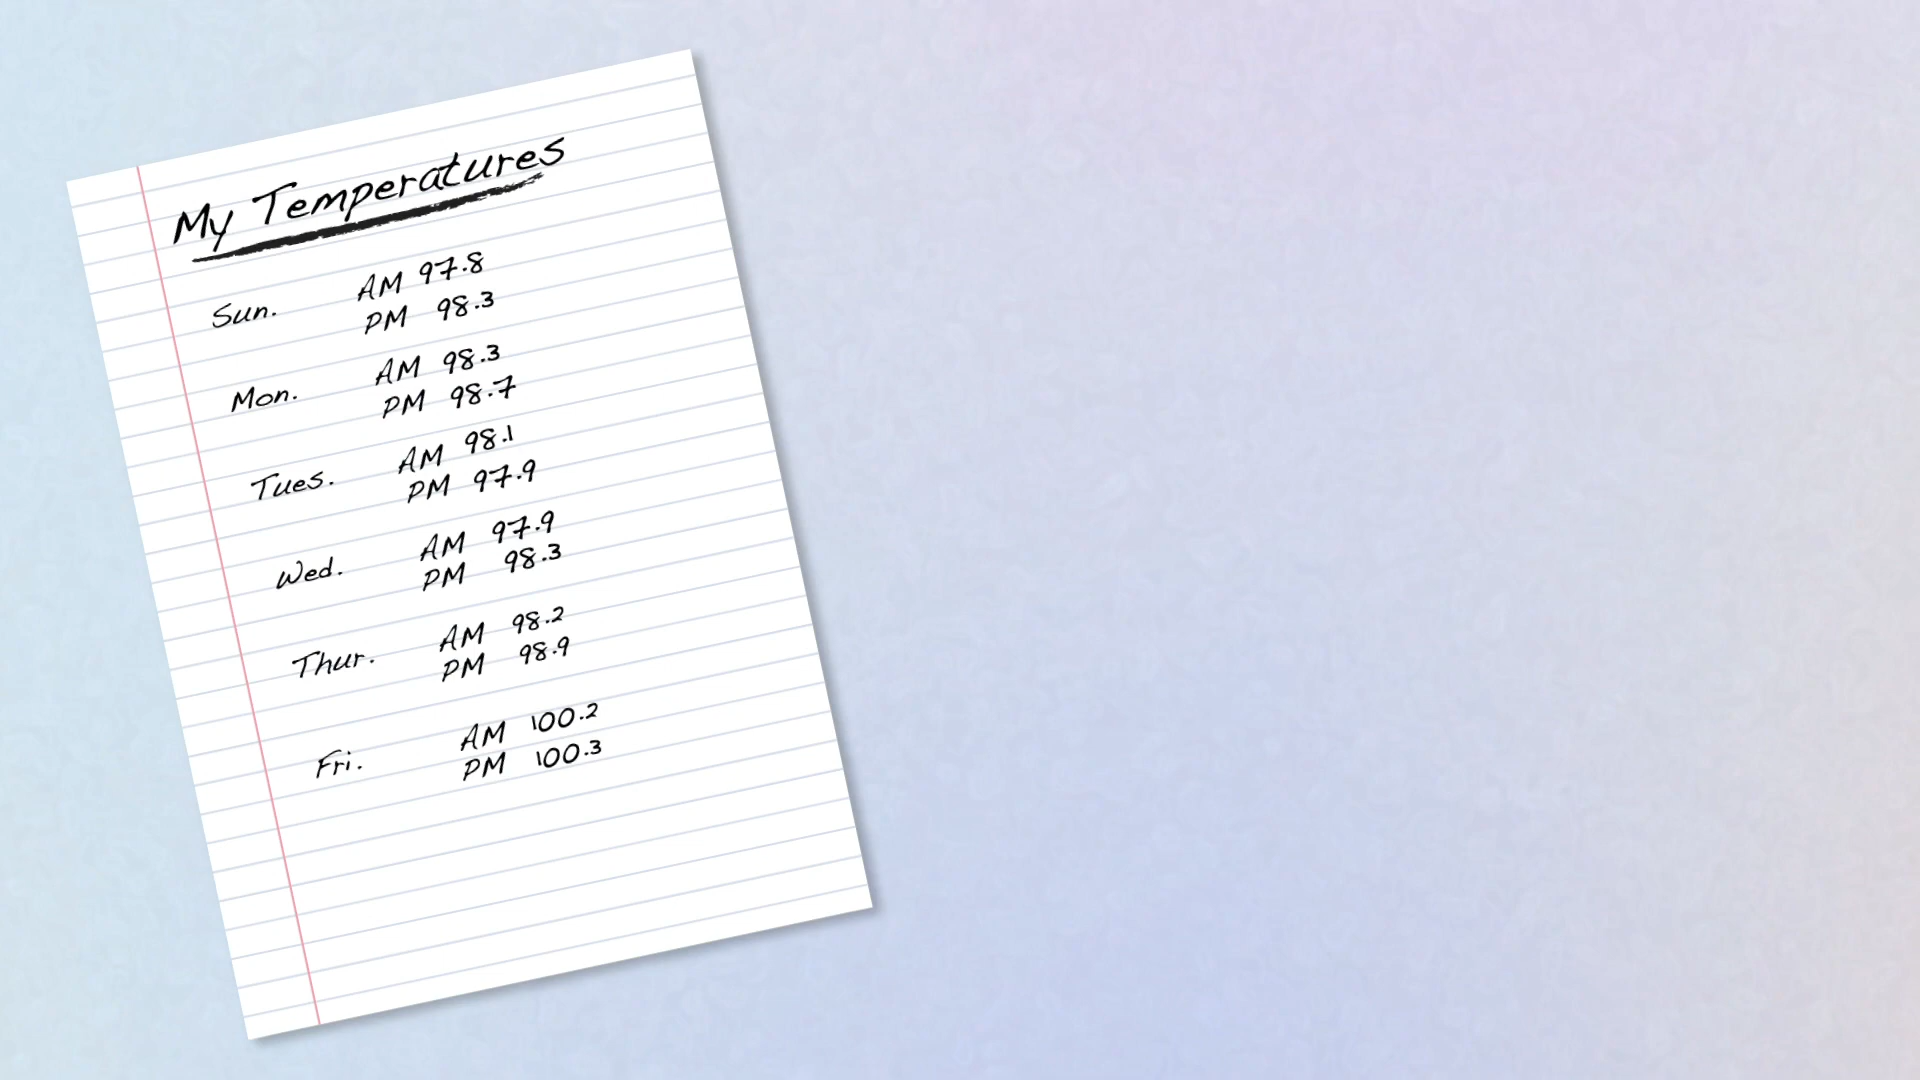 My Temperatures
Sun. AM 97.8
PM 98.3
Mon. AM 98.3
PM 98.7
Tues. AM 98.1
PM 97.9
Wed. AM 97.9
PM 98.3
Thur. AM 98.2
PM 98.9
Fri. AM 100.2
PM 100.3